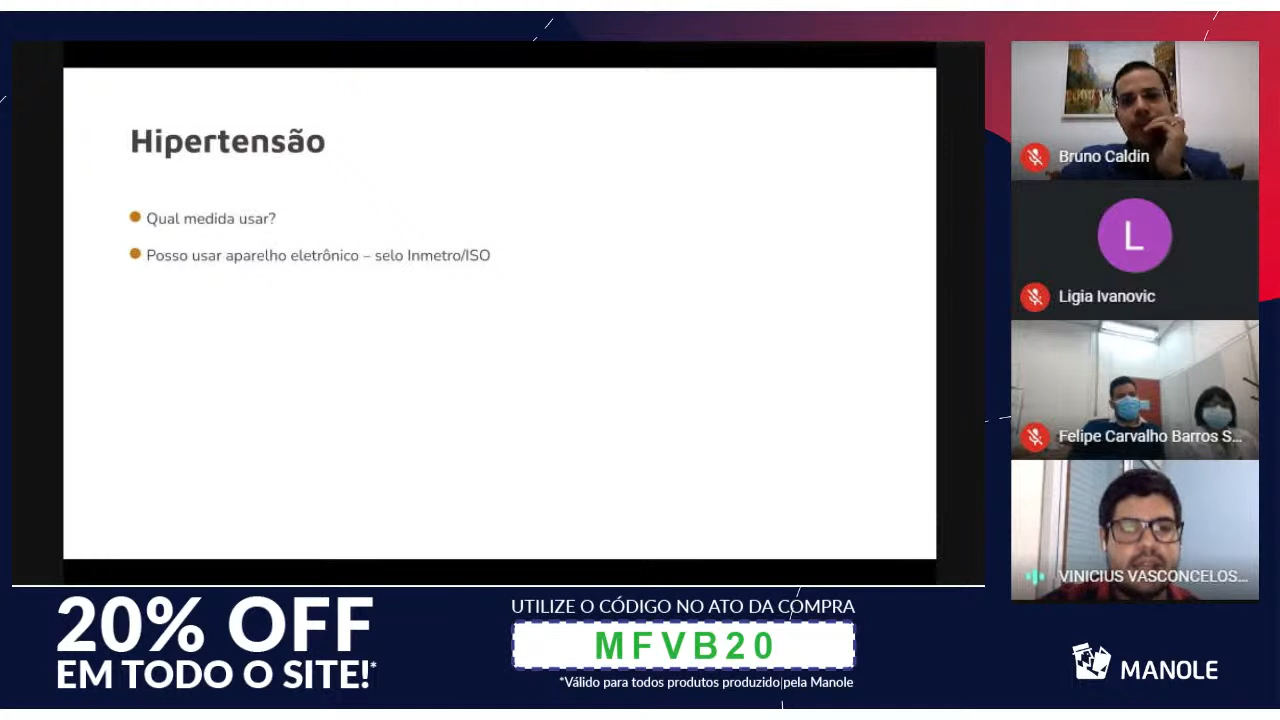 Hipertensão
Qual medida usar?
Posso usar aparelho eletrônico – selo Inmetro/ISO
Bruno Caldin
L
Ligia Ivanovic
Felipe Carvalho Barros S...
VINICIUS VASCONCELOS...
20% OFF
EM TODO O SITE!*
UTILIZE O CÓDIGO NO ATO DA COMPRA
MFVB20
*Válido para todos produtos produzido pela Manole
MANOLE